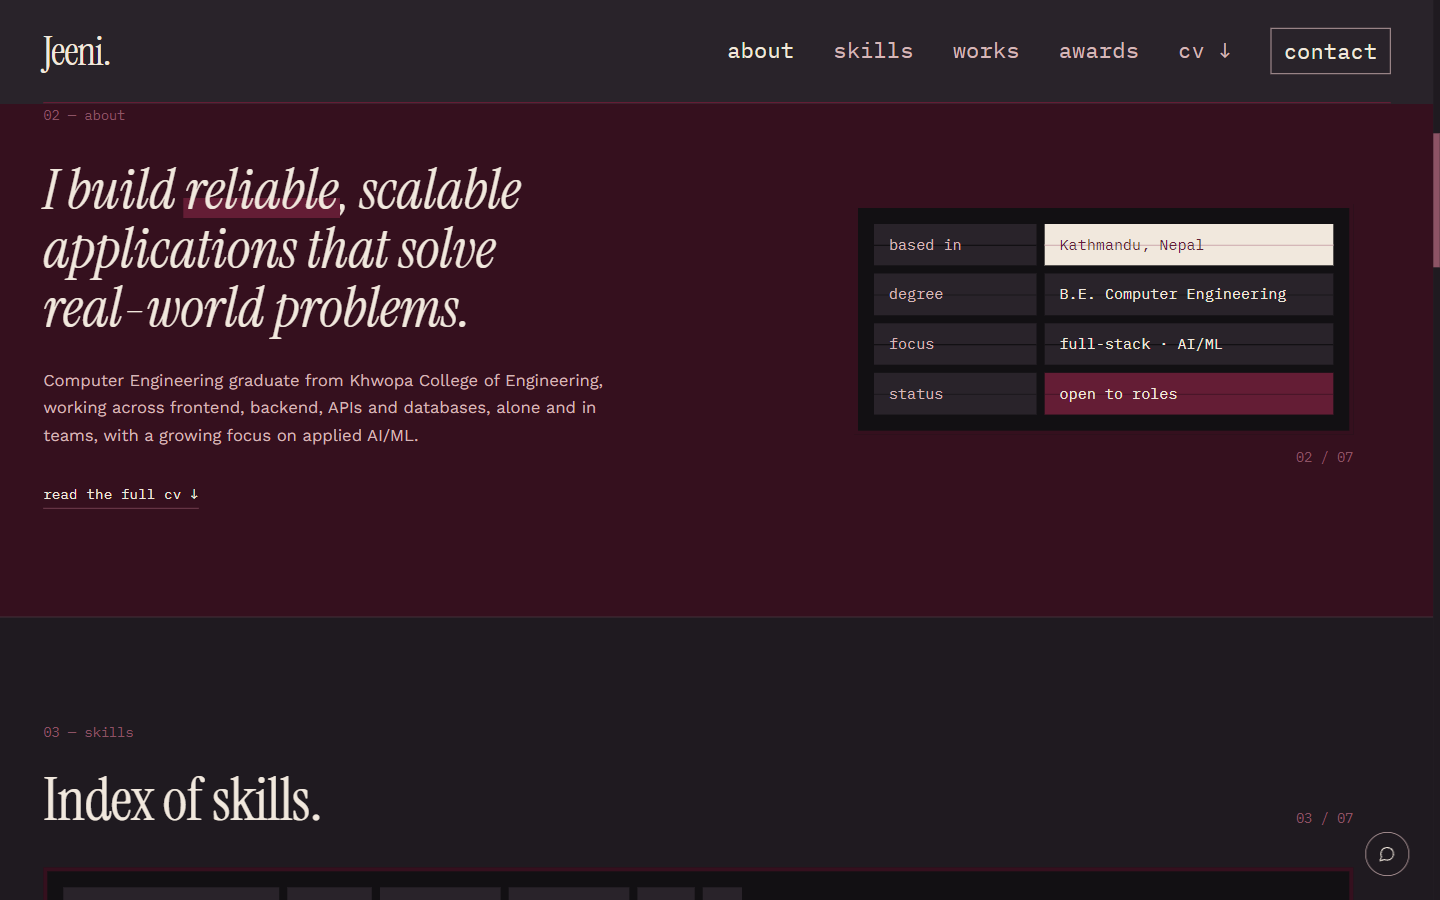 Jeeni.
about skills works awards cv ↓ contact
02 — about
I build reliable, scalable
applications that solve
real-world problems.
Computer Engineering graduate from Khwopa College of Engineering,
working across frontend, backend, APIs and databases, alone and in
teams, with a growing focus on applied AI/ML.
read the full cv ↓
based in Kathmandu, Nepal
degree B.E. Computer Engineering
focus full-stack · AI/ML
status open to roles
02 / 07
03 — skills
Index of skills.
03 / 07